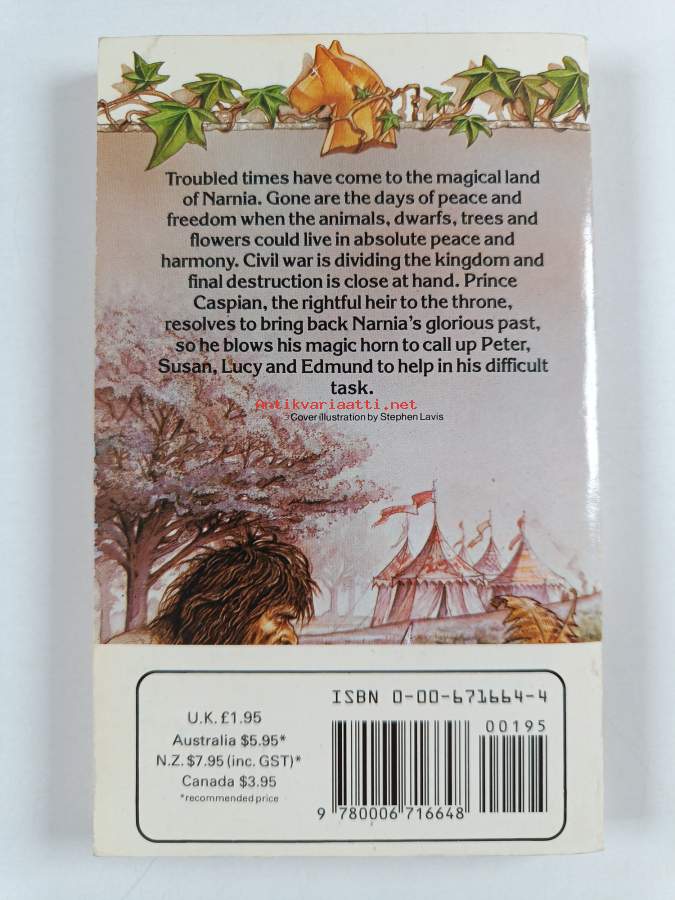 Troubled times have come to the magical land
of Narnia. Gone are the days of peace and
freedom when the animals, dwarfs, trees and
flowers could live in absolute peace and
harmony. Civil war is dividing the kingdom and
final destruction is close at hand. Prince
Caspian, the rightful heir to the throne,
resolves to bring back Narnia's glorious past,
so he blows his magic horn to call up Peter,
Susan, Lucy and Edmund to help in his difficult
task.
Antikvariaatti.net
Cover illustration by Stephen Lavis
ISBN 0-00-671664-4
U.K. £1.95
Australia $5.95*
N.Z. $7.95 (inc. GST)*
Canada $3.95
*recommended price
00195
9 780006 716648